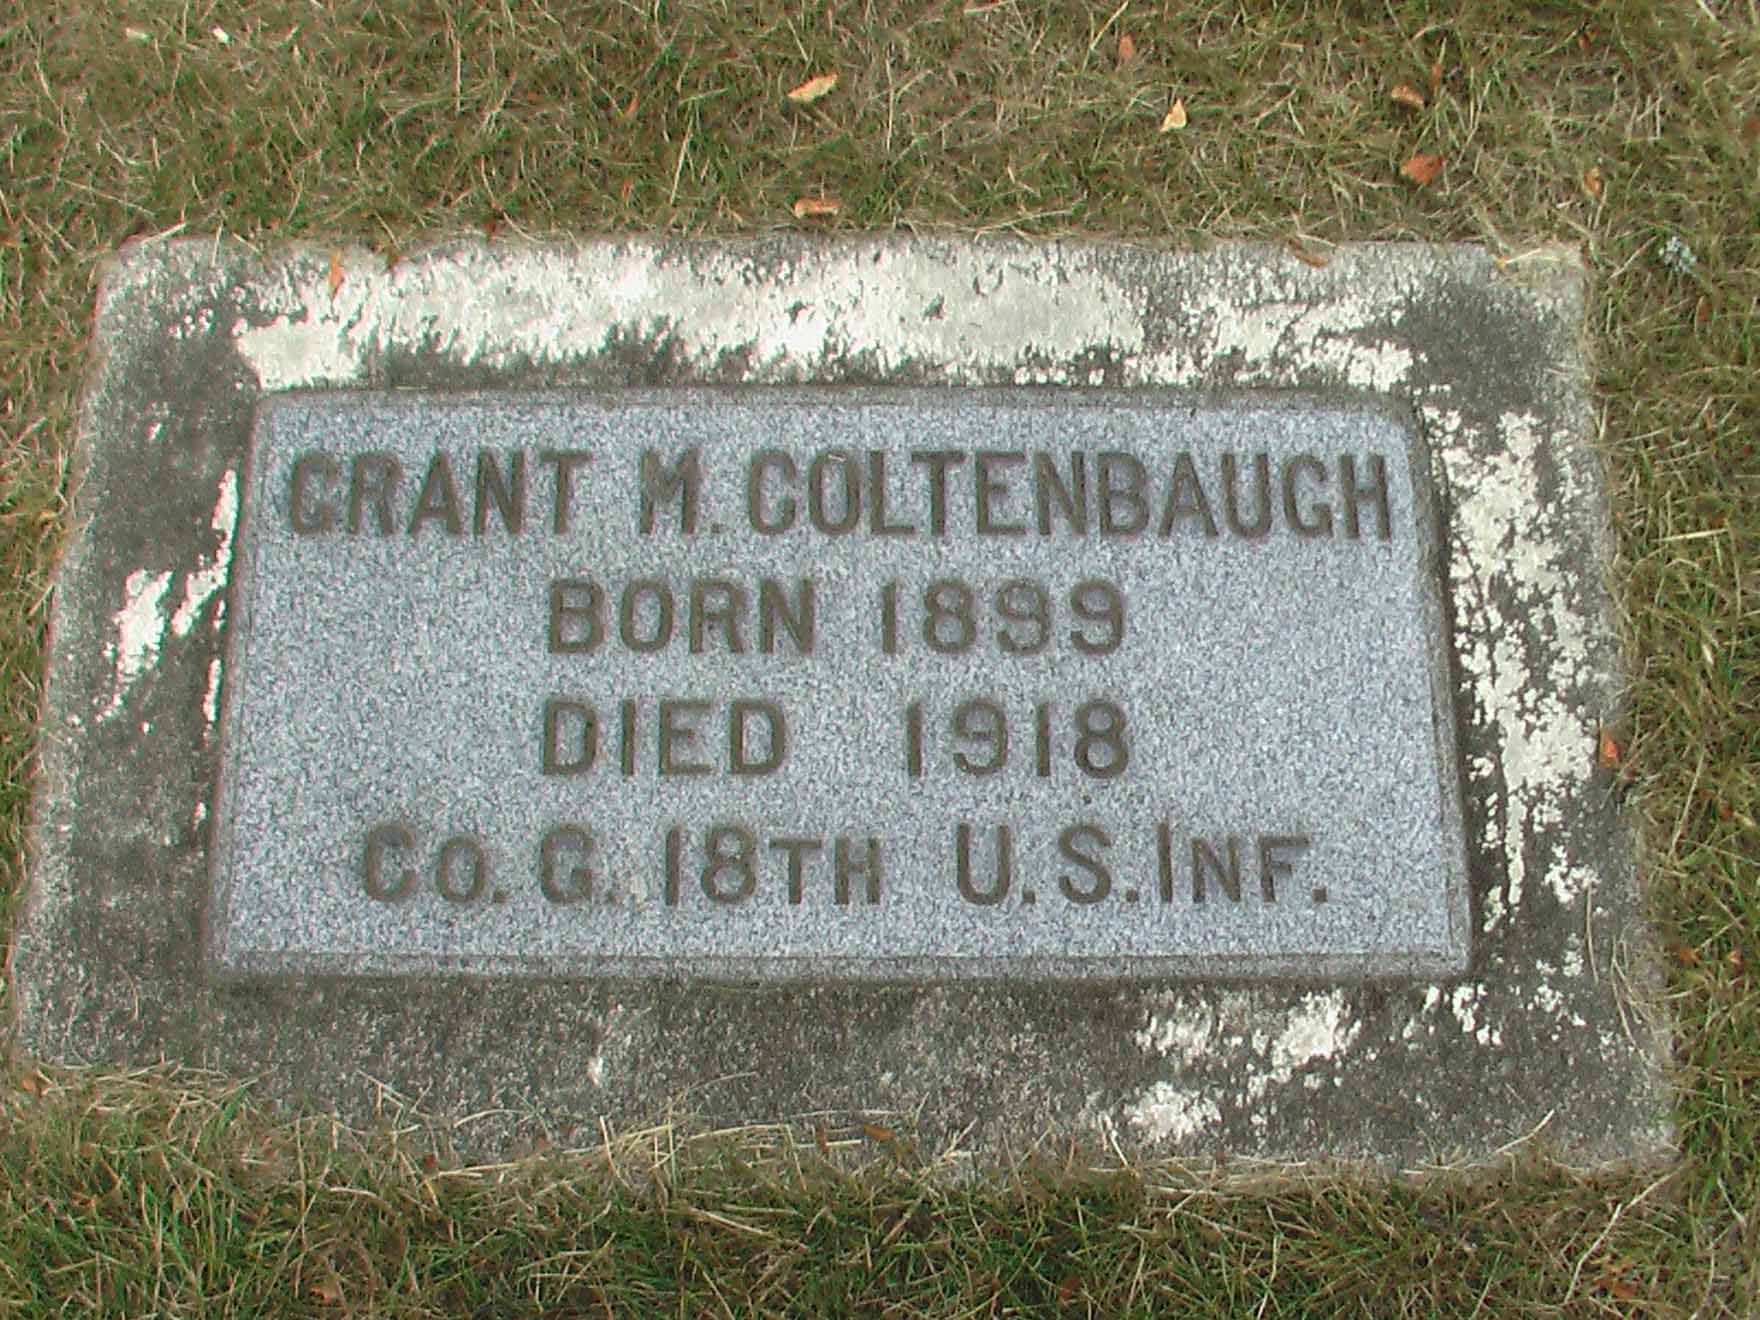 GRANT M. COLTENBAUGH
BORN 1899
DIED 1918
CO. G. 18TH U.S. INF.